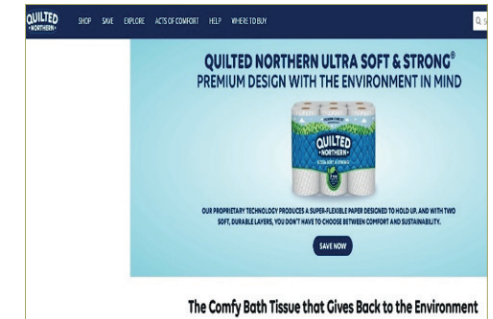 QUILTED
NORTHERN
SHOP SAVE EXPLORE ACTS OF COMFORT HELP WHERE TO BUY
QUILTED NORTHERN ULTRA SOFT & STRONG®
PREMIUM DESIGN WITH THE ENVIRONMENT IN MIND
QUILTED
NORTHERN
ULTRA SOFT & STRONG
OUR PROPRIETARY TECHNOLOGY PRODUCES A SUPER-FLEXIBLE PAPER DESIGNED TO HOLD UP. AND WITH TWO
SOFT, DURABLE LAYERS, YOU DON'T HAVE TO CHOOSE BETWEEN COMFORT AND SUSTAINABILITY.
SAVE NOW
The Comfy Bath Tissue that Gives Back to the Environment